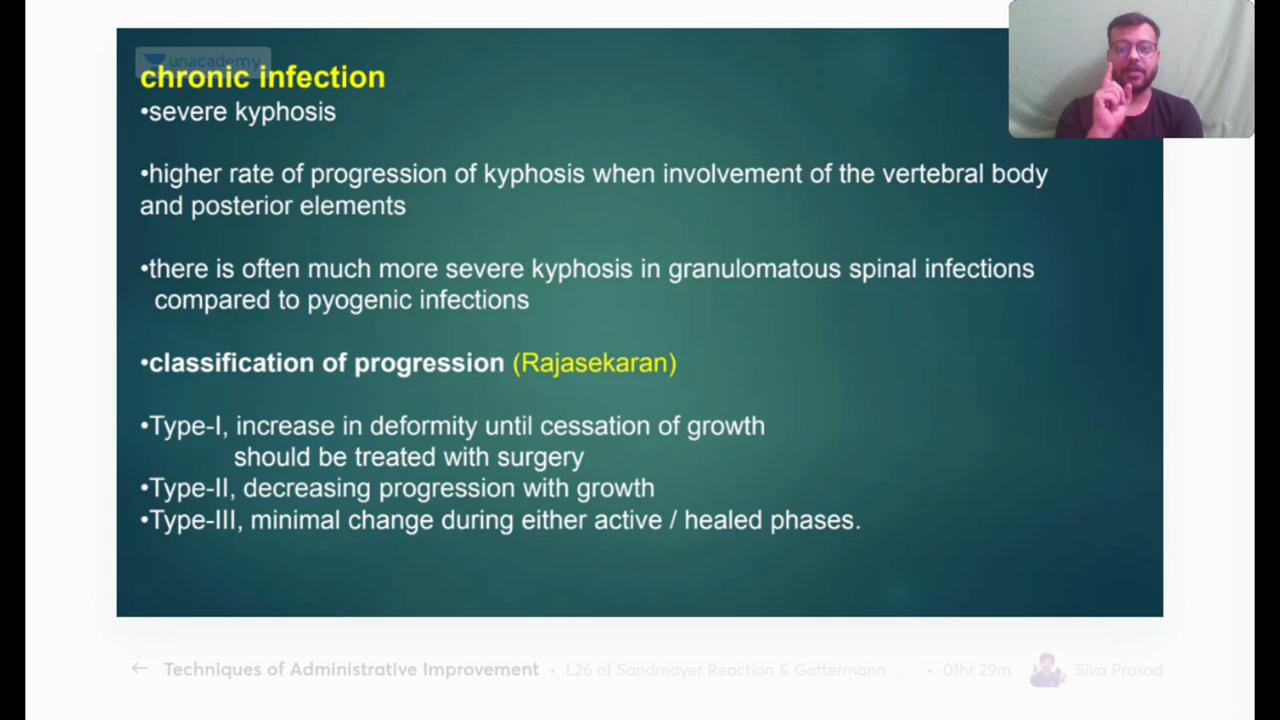 unacademy
chronic infection
•severe kyphosis
•higher rate of progression of kyphosis when involvement of the vertebral body
and posterior elements
•there is often much more severe kyphosis in granulomatous spinal infections
compared to pyogenic infections
•classification of progression (Rajasekaran)
•Type-I, increase in deformity until cessation of growth
should be treated with surgery
•Type-II, decreasing progression with growth
•Type-III, minimal change during either active / healed phases.
← Techniques of Administrative Improvement • L26 of Sandmayer Reaction & Gattermann ... • 01hr 29m Siva Prasad